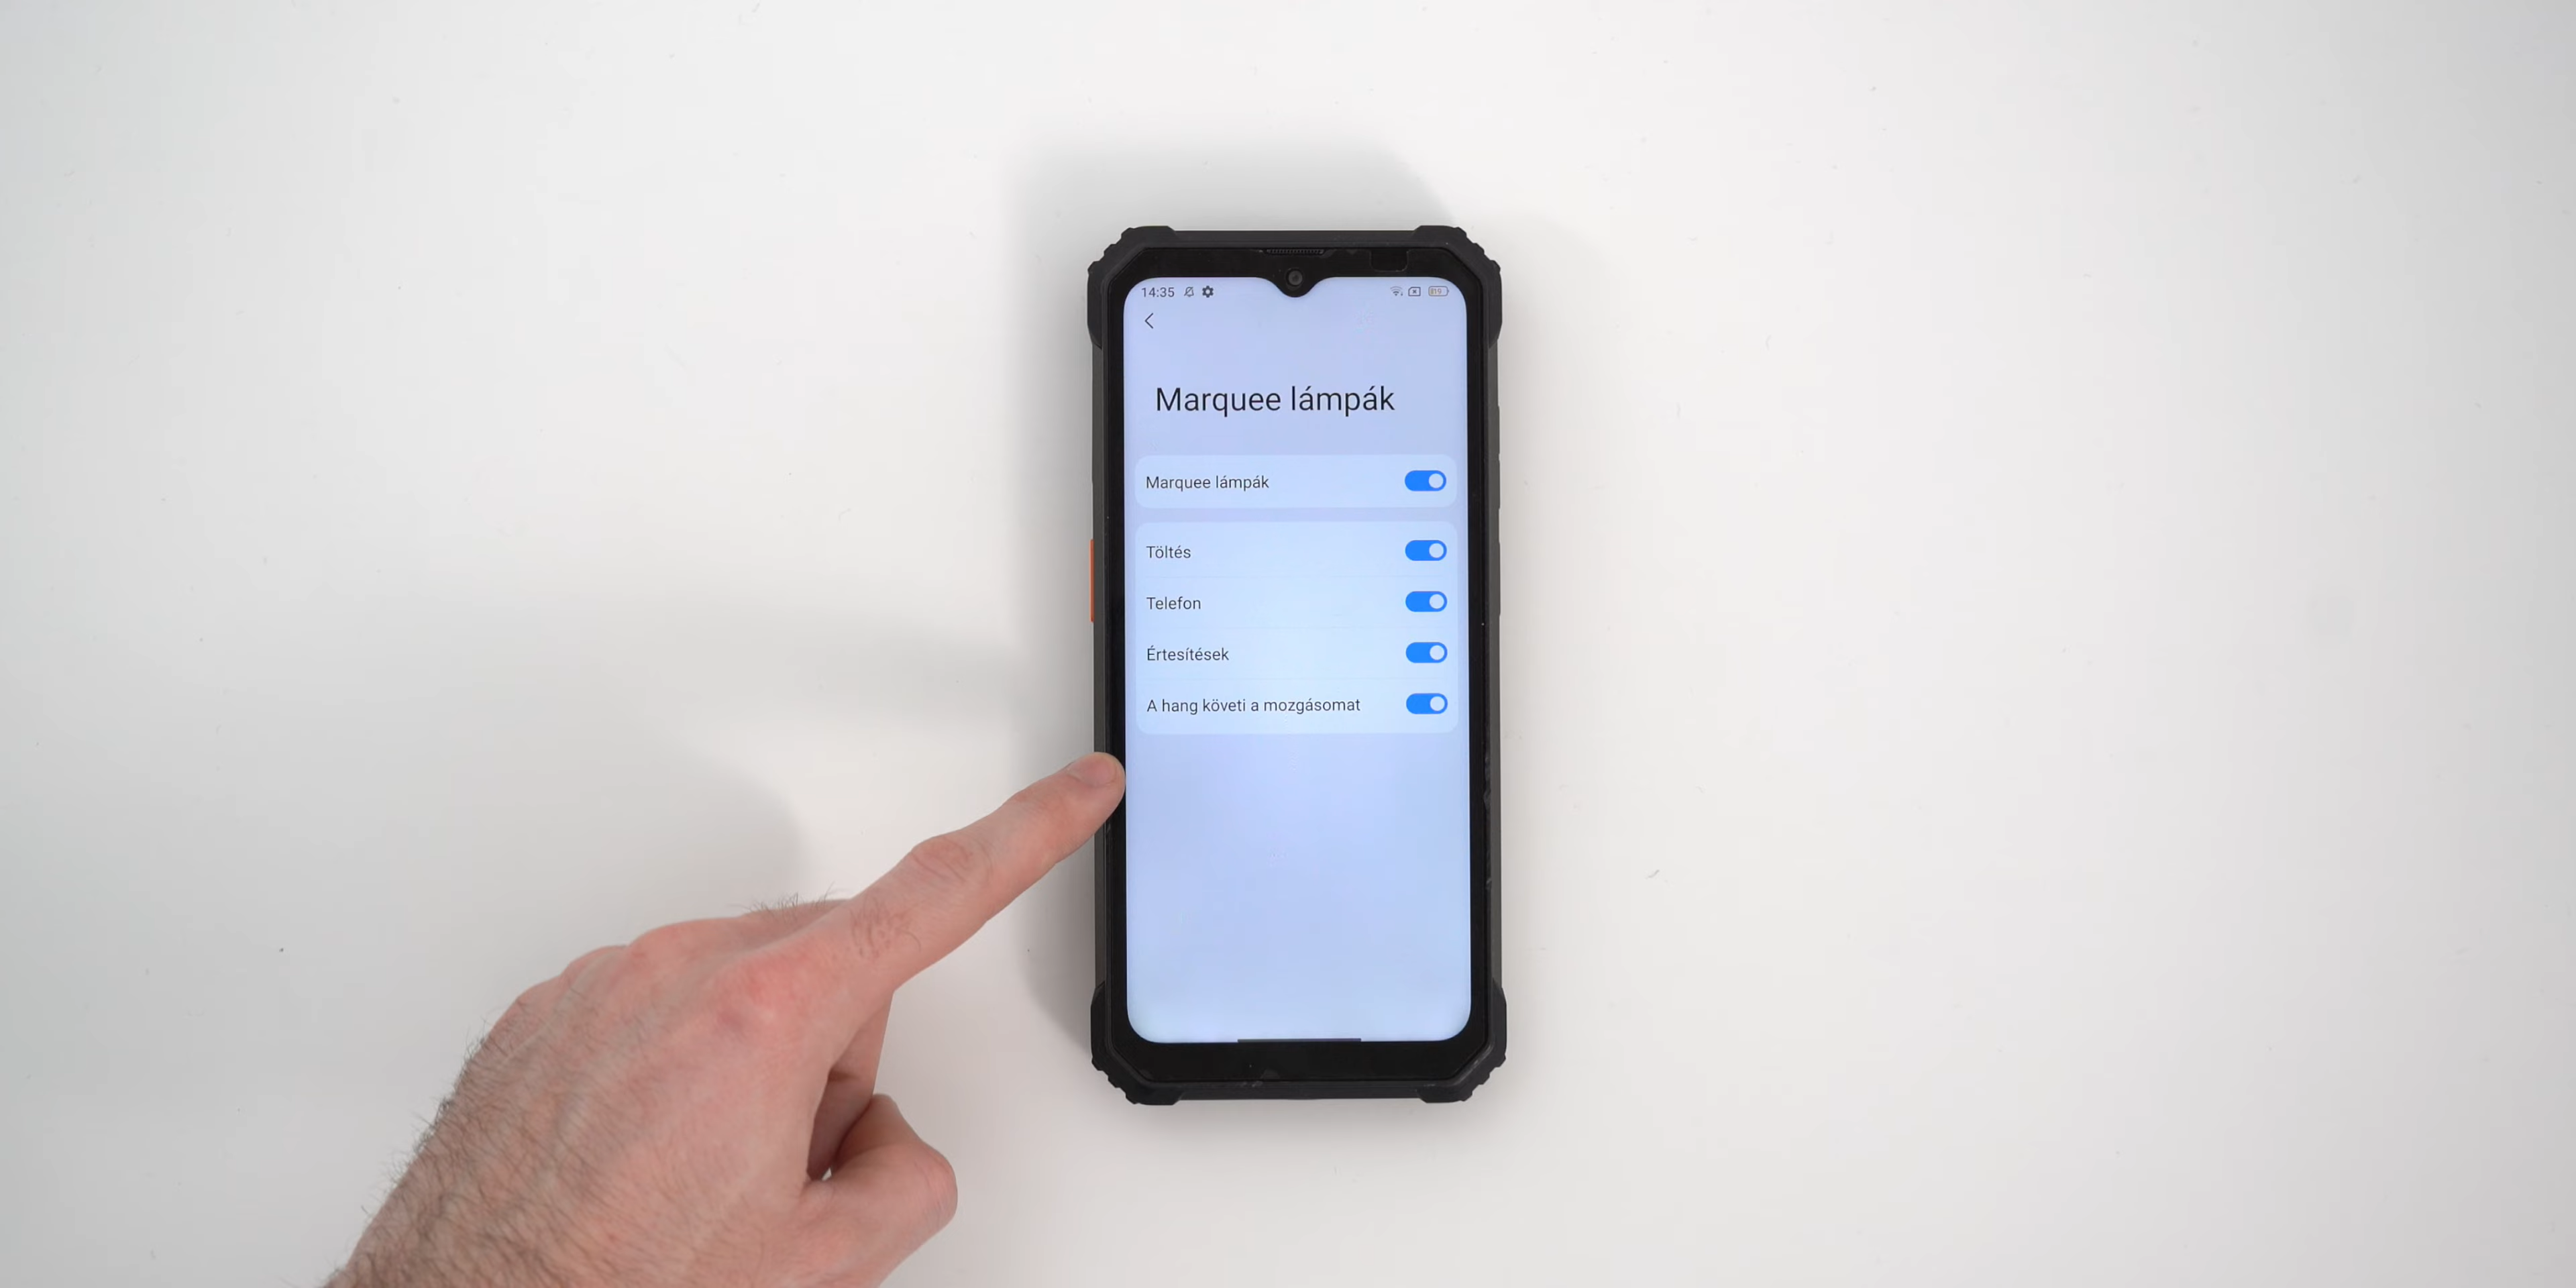 14:35
Marquee lámpák
Marquee lámpák
Töltés
Telefon
Értesítések
A hang követi a mozgásomat